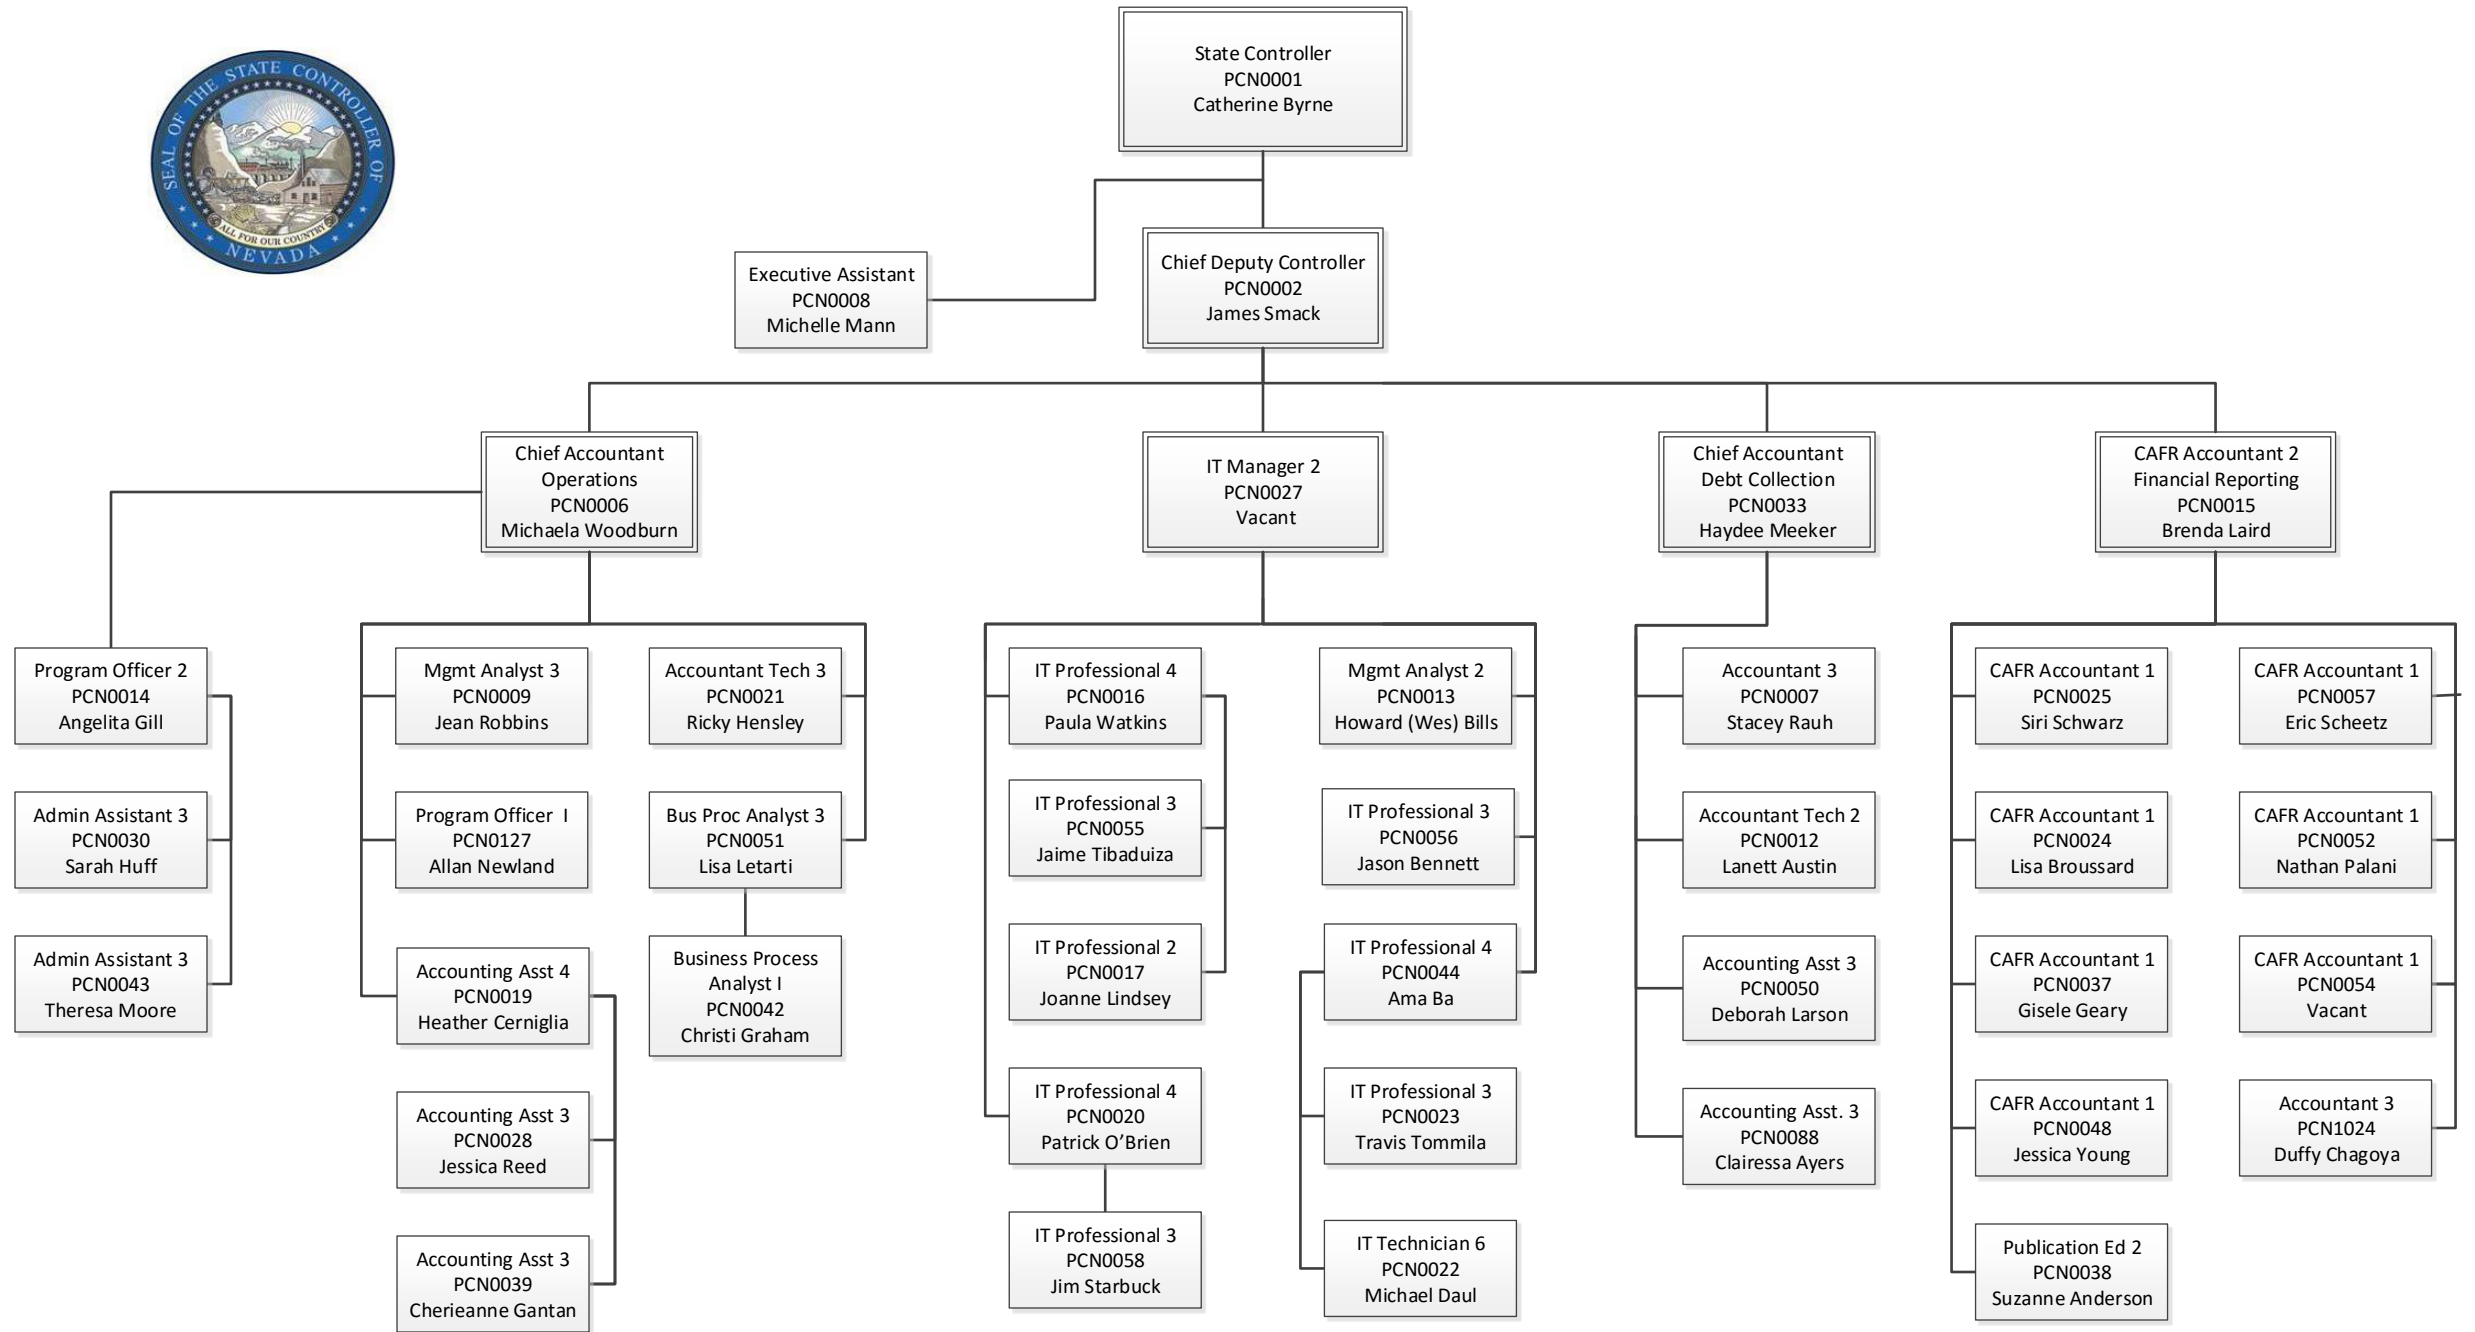 SEAL OF THE STATE CONTROLLER OF
NEVADA
ALL FOR OUR COUNTRY
State Controller
PCN0001
Catherine Byrne
Executive Assistant
PCN0008
Michelle Mann
Chief Deputy Controller
PCN0002
James Smack
Chief Accountant
Operations
PCN0006
Michaela Woodburn
IT Manager 2
PCN0027
Vacant
Chief Accountant
Debt Collection
PCN0033
Haydee Meeker
CAFR Accountant 2
Financial Reporting
PCN0015
Brenda Laird
Program Officer 2
PCN0014
Angelita Gill
Admin Assistant 3
PCN0030
Sarah Huff
Admin Assistant 3
PCN0043
Theresa Moore
Mgmt Analyst 3
PCN0009
Jean Robbins
Program Officer I
PCN0127
Allan Newland
Accounting Asst 4
PCN0019
Heather Cerniglia
Accounting Asst 3
PCN0028
Jessica Reed
Accounting Asst 3
PCN0039
Cherieanne Gantan
Accountant Tech 3
PCN0021
Ricky Hensley
Bus Proc Analyst 3
PCN0051
Lisa Letarti
Business Process
Analyst I
PCN0042
Christi Graham
IT Professional 4
PCN0016
Paula Watkins
IT Professional 3
PCN0055
Jaime Tibaduiza
IT Professional 2
PCN0017
Joanne Lindsey
IT Professional 4
PCN0020
Patrick O’Brien
IT Professional 3
PCN0058
Jim Starbuck
Mgmt Analyst 2
PCN0013
Howard (Wes) Bills
IT Professional 3
PCN0056
Jason Bennett
IT Professional 4
PCN0044
Ama Ba
IT Professional 3
PCN0023
Travis Tommila
IT Technician 6
PCN0022
Michael Daul
Accountant 3
PCN0007
Stacey Rauh
Accountant Tech 2
PCN0012
Lanett Austin
Accounting Asst 3
PCN0050
Deborah Larson
Accounting Asst. 3
PCN0088
Clairessa Ayers
CAFR Accountant 1
PCN0025
Siri Schwarz
CAFR Accountant 1
PCN0024
Lisa Broussard
CAFR Accountant 1
PCN0037
Gisele Geary
CAFR Accountant 1
PCN0048
Jessica Young
Publication Ed 2
PCN0038
Suzanne Anderson
CAFR Accountant 1
PCN0057
Eric Scheetz
CAFR Accountant 1
PCN0052
Nathan Palani
CAFR Accountant 1
PCN0054
Vacant
Accountant 3
PCN1024
Duffy Chagoya